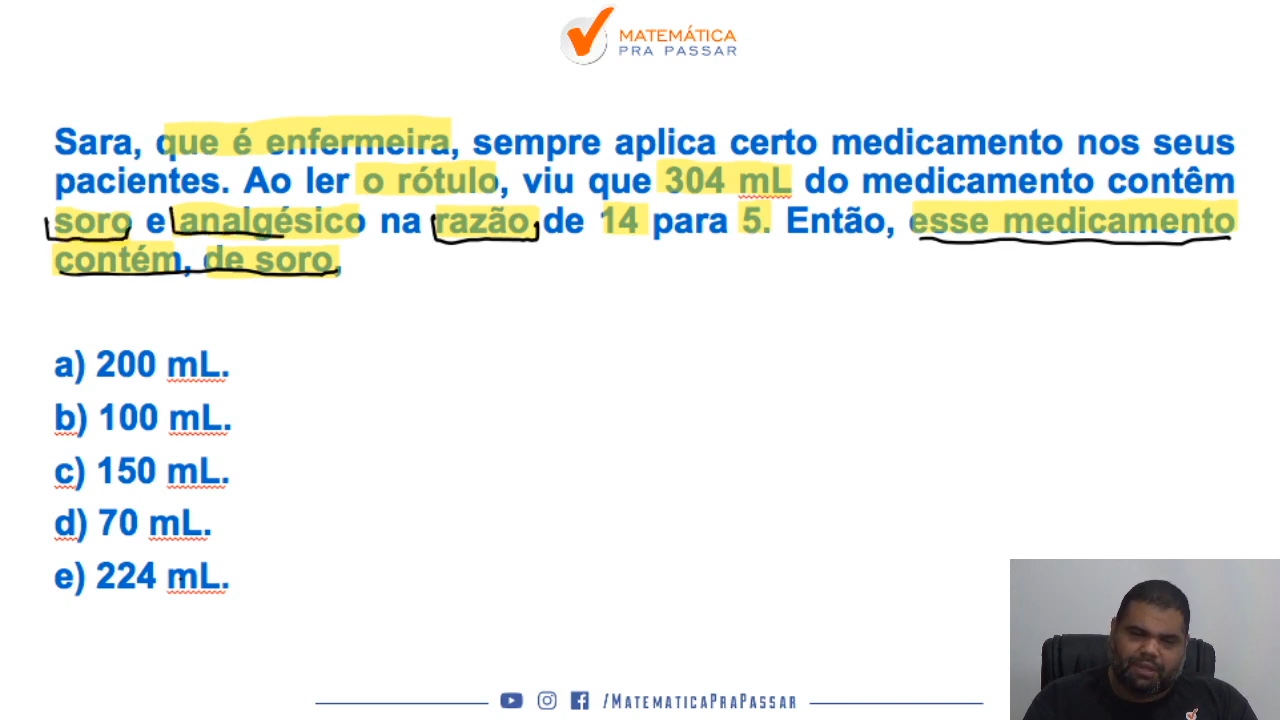 MATEMÁTICA
PRA PASSAR
Sara, que é enfermeira, sempre aplica certo medicamento nos seus
pacientes. Ao ler o rótulo, viu que 304 mL do medicamento contêm
soro e analgésico na razão de 14 para 5. Então, esse medicamento
contém, de soro,
a) 200 mL.
b) 100 mL.
c) 150 mL.
d) 70 mL.
e) 224 mL.
/MATEMATICAPRAPASSAR